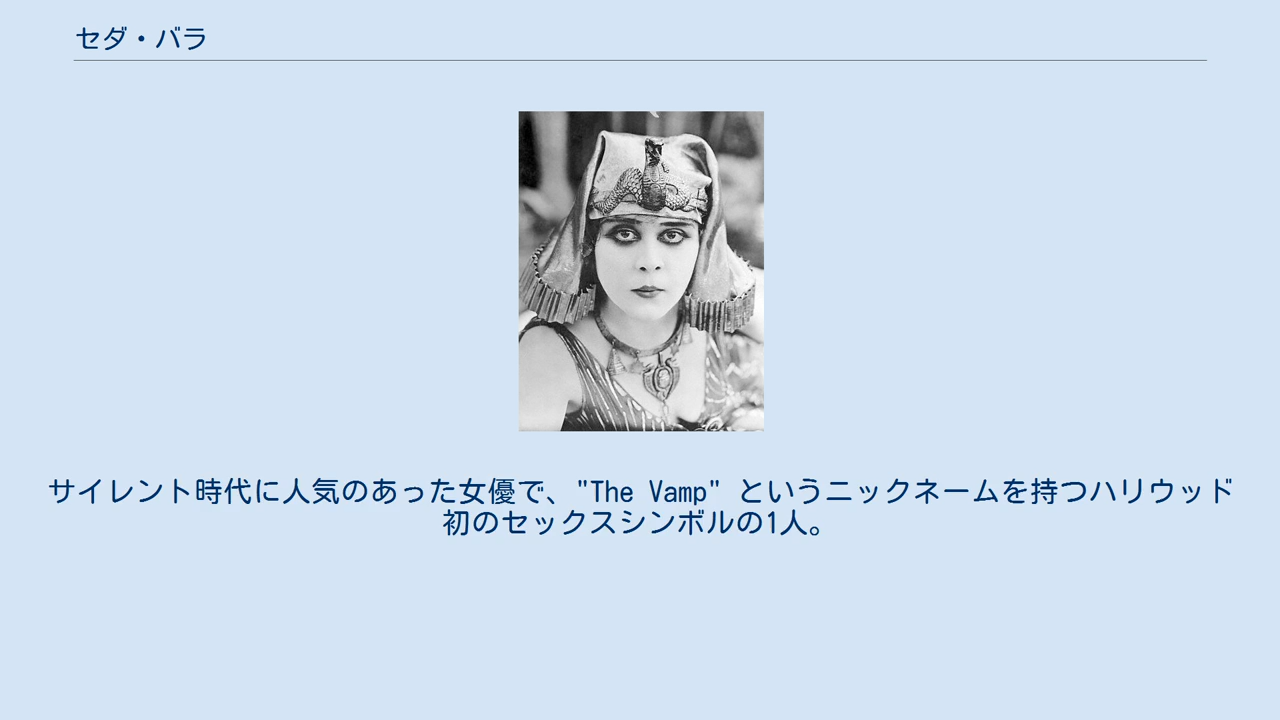 セダ・バラ
サイレント時代に人気のあった女優で、"The Vamp" というニックネームを持つハリウッド
初のセックスシンボルの1人。